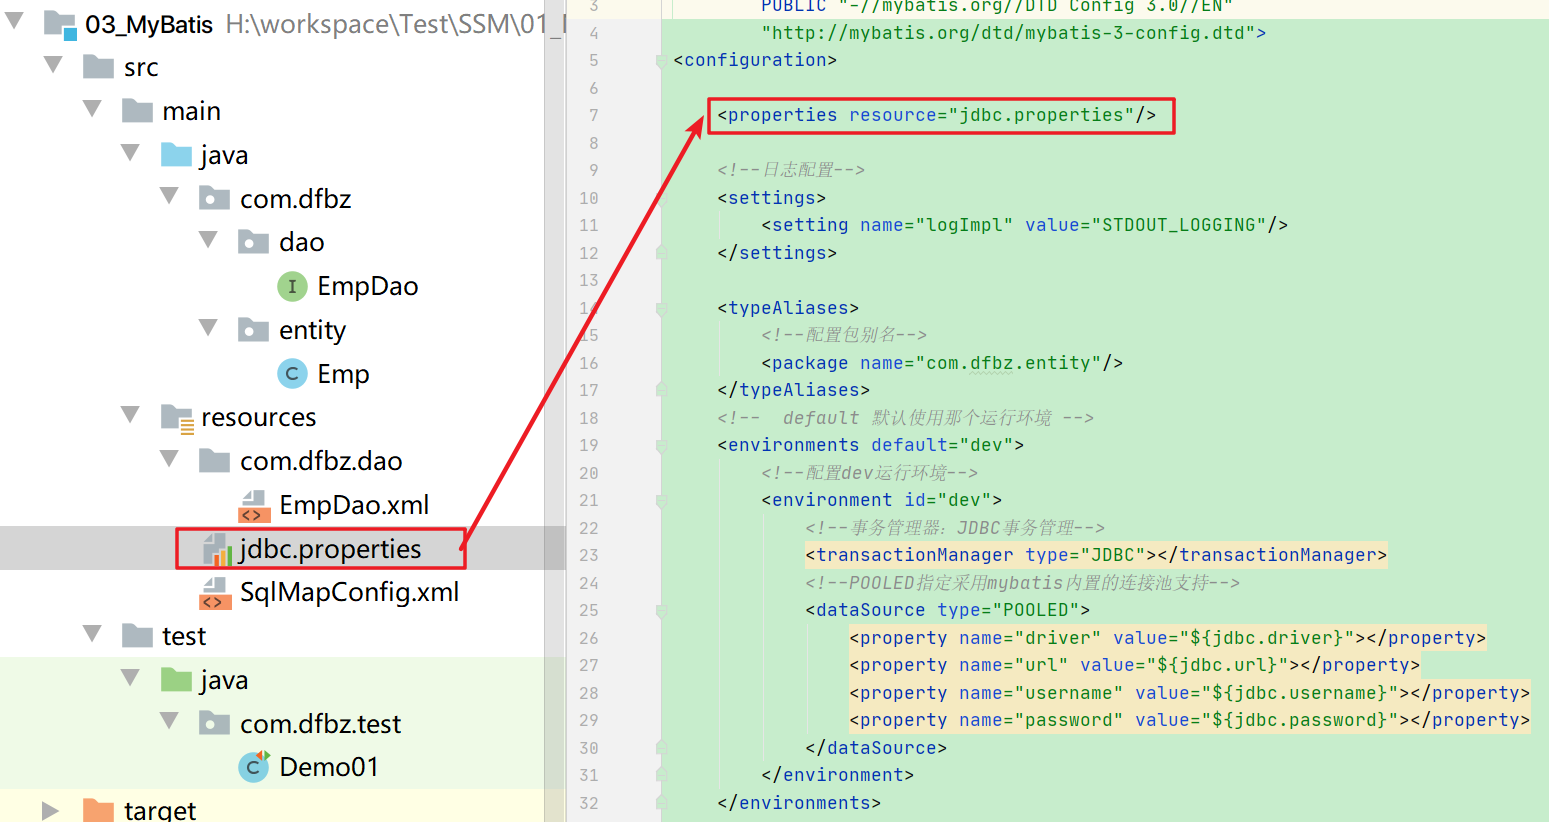 03_MyBatis H:\workspace\Test\SSM\01_
src
main
java
com.dfbz
dao
I EmpDao
entity
C Emp
resources
com.dfbz.dao
EmpDao.xml
jdbc.properties
SqlMapConfig.xml
test
java
com.dfbz.test
C Demo01
target
3 PUBLIC "-//mybatis.org//DTD Config 3.0//EN"
4 "http://mybatis.org/dtd/mybatis-3-config.dtd">
5 <configuration>
6
7 <properties resource="jdbc.properties"/>
8
9 <!--日志配置-->
10 <settings>
11 <setting name="logImpl" value="STDOUT_LOGGING"/>
12 </settings>
13
14 <typeAliases>
15 <!--配置包别名-->
16 <package name="com.dfbz.entity"/>
17 </typeAliases>
18 <!-- default 默认使用那个运行环境 -->
19 <environments default="dev">
20 <!--配置dev运行环境-->
21 <environment id="dev">
22 <!--事务管理器：JDBC事务管理-->
23 <transactionManager type="JDBC"></transactionManager>
24 <!--POOLED指定采用mybatis内置的连接池支持-->
25 <dataSource type="POOLED">
26 <property name="driver" value="${jdbc.driver}"></property>
27 <property name="url" value="${jdbc.url}"></property>
28 <property name="username" value="${jdbc.username}"></property>
29 <property name="password" value="${jdbc.password}"></property>
30 </dataSource>
31 </environment>
32 </environments>